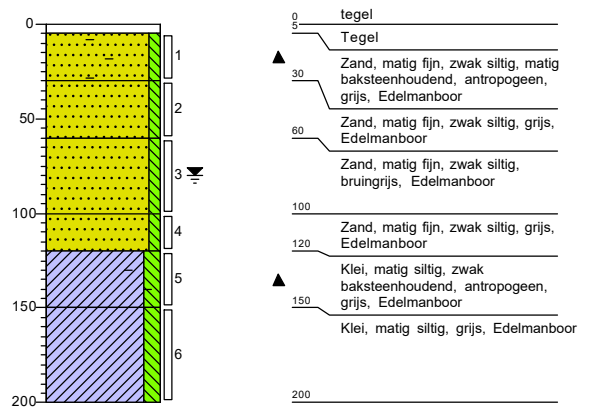 0
50
100
150
200
1
2
3
4
5
6
0
tegel
5
Tegel
Zand, matig fijn, zwak siltig, matig
baksteenhoudend, antropogeen,
grijs, Edelmanboor
30
Zand, matig fijn, zwak siltig, grijs,
Edelmanboor
60
Zand, matig fijn, zwak siltig,
bruingrijs, Edelmanboor
100
Zand, matig fijn, zwak siltig, grijs,
Edelmanboor
120
Klei, matig siltig, zwak
baksteenhoudend, antropogeen,
grijs, Edelmanboor
150
Klei, matig siltig, grijs, Edelmanboor
200